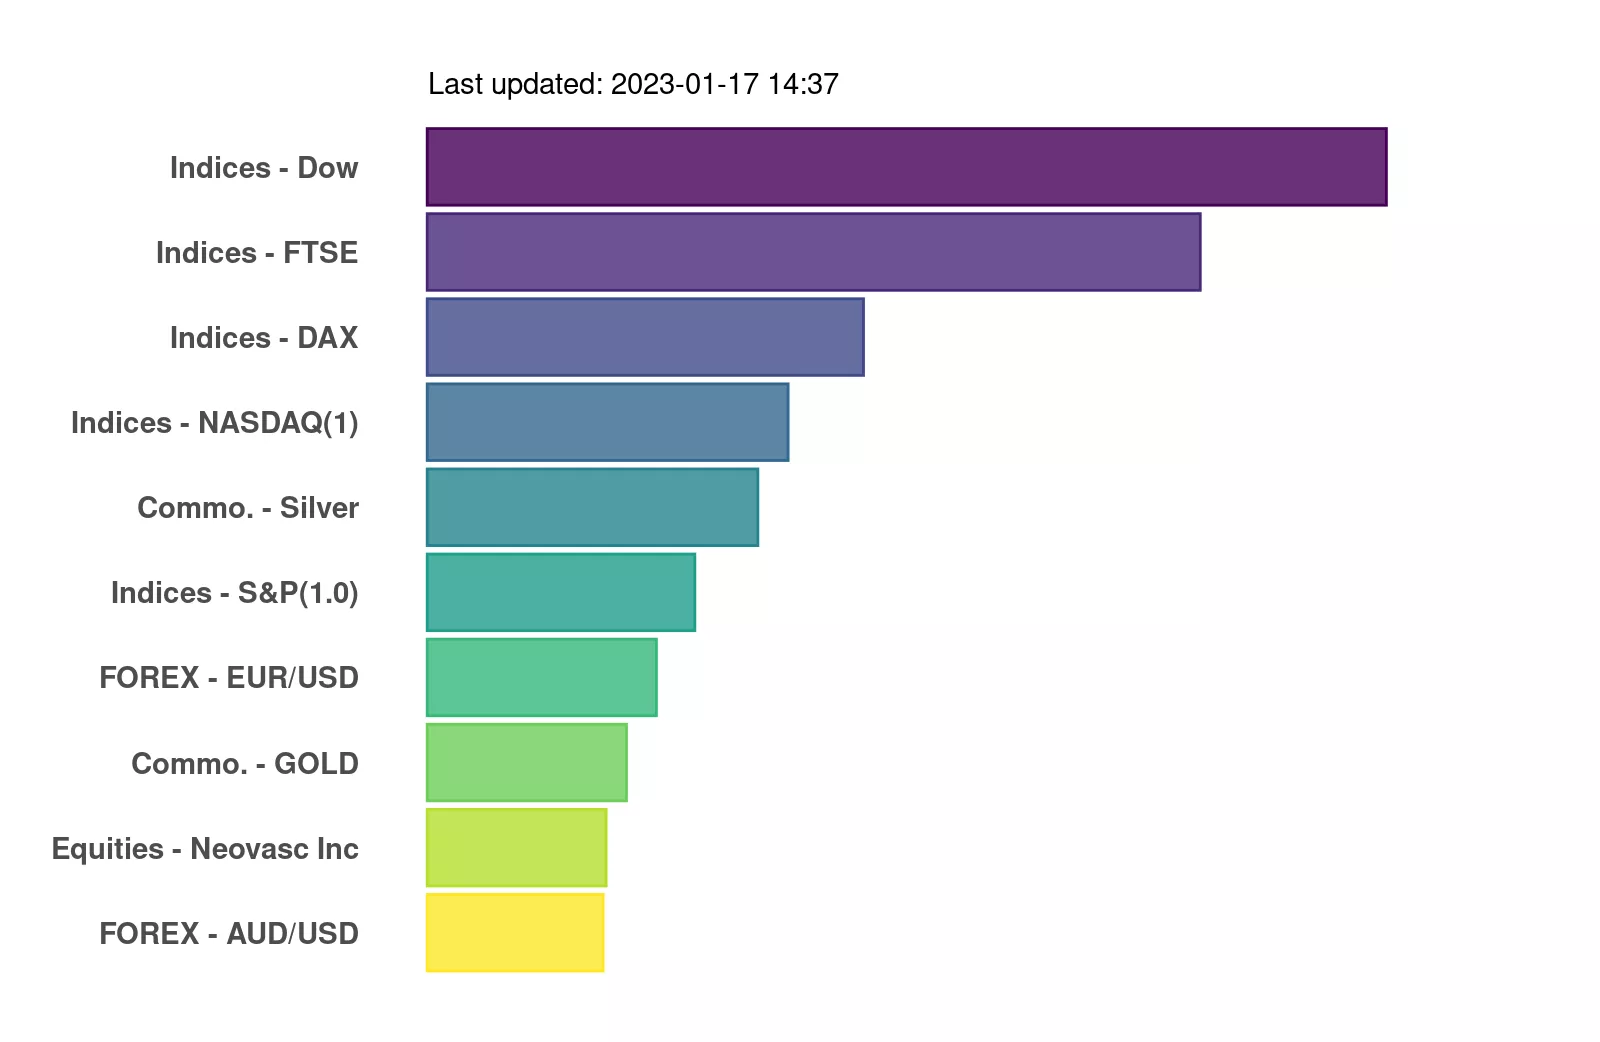 Last updated: 2023-01-17 14:37
Indices - Dow
Indices - FTSE
Indices - DAX
Indices - NASDAQ(1)
Commo. - Silver
Indices - S&P(1.0)
FOREX - EUR/USD
Commo. - GOLD
Equities - Neovasc Inc
FOREX - AUD/USD